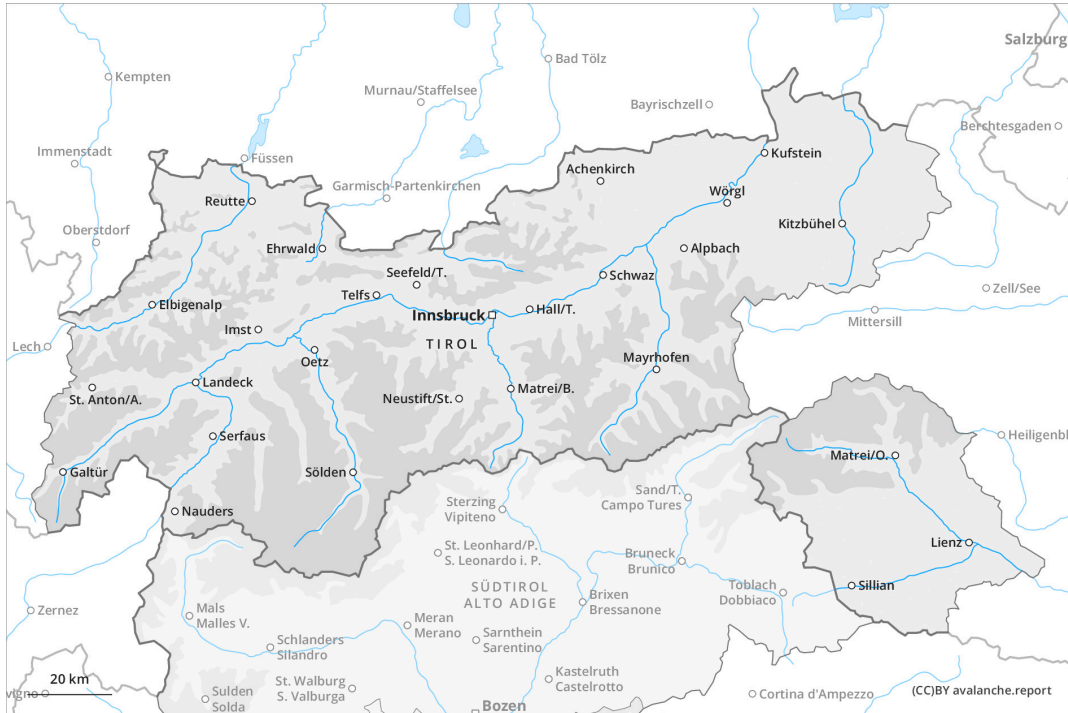 Salzburg
Bad Tölz
Kempten
Murnau/Staffelsee
Bayrischzell
Berchtesgaden
Immenstadt
Füssen
Kufstein
Achenkirch
Garmisch-Partenkirchen
Wörgl
Reutte
Oberstdorf
Kitzbühel
Ehrwald
Alpbach
Seefeld/T.
Schwaz
Zell/See
Telfs
Elbigenalp
Hall/T.
Innsbruck
Mittersill
Imst
TIROL
Lech
Oetz
Mayrhofen
Landeck
Matrei/B.
St. Anton/A.
Neustift/St.
Serfaus
Heiligenbl
Matrei/O.
Galtür
Sölden
Sand/T.
Campo Tures
Sterzing
Vipiteno
Nauders
Lienz
St. Leonhard/P.
S. Leonardo i. P.
Bruneck
Brunico
SÜDTIROL
ALTO ADIGE
Sillian
Toblach
Dobbiaco
Brixen
Bressanone
Zernez
Mals
Malles V.
Meran
Merano
Sarnthein
Sarentino
Schlanders
Silandro
Kastelruth
Castelrotto
20 km
St. Walburg
S. Valburga
vigno
Sulden
Solda
Cortina d'Ampezzo
(CC)BY avalanche.report
Bozen